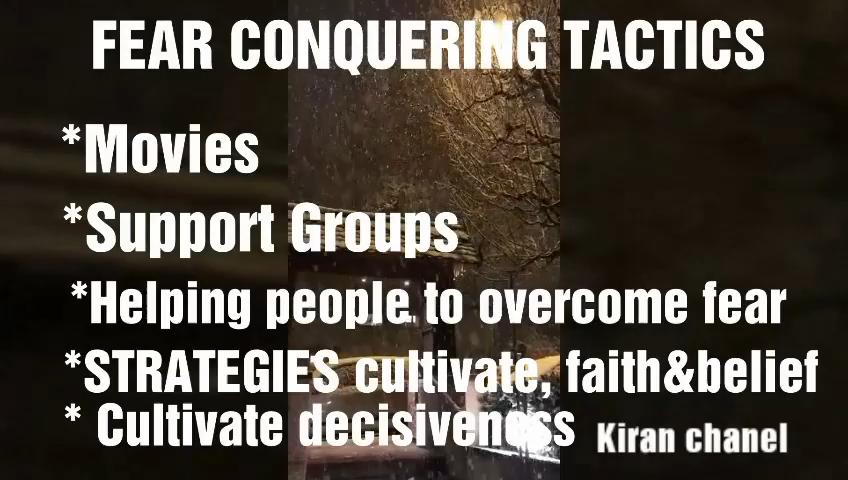 FEAR CONQUERING TACTICS
*Movies
*Support Groups
*Helping people to overcome fear
*STRATEGIES cultivate, faith&belief
* Cultivate decisiveness
Kiran chanel